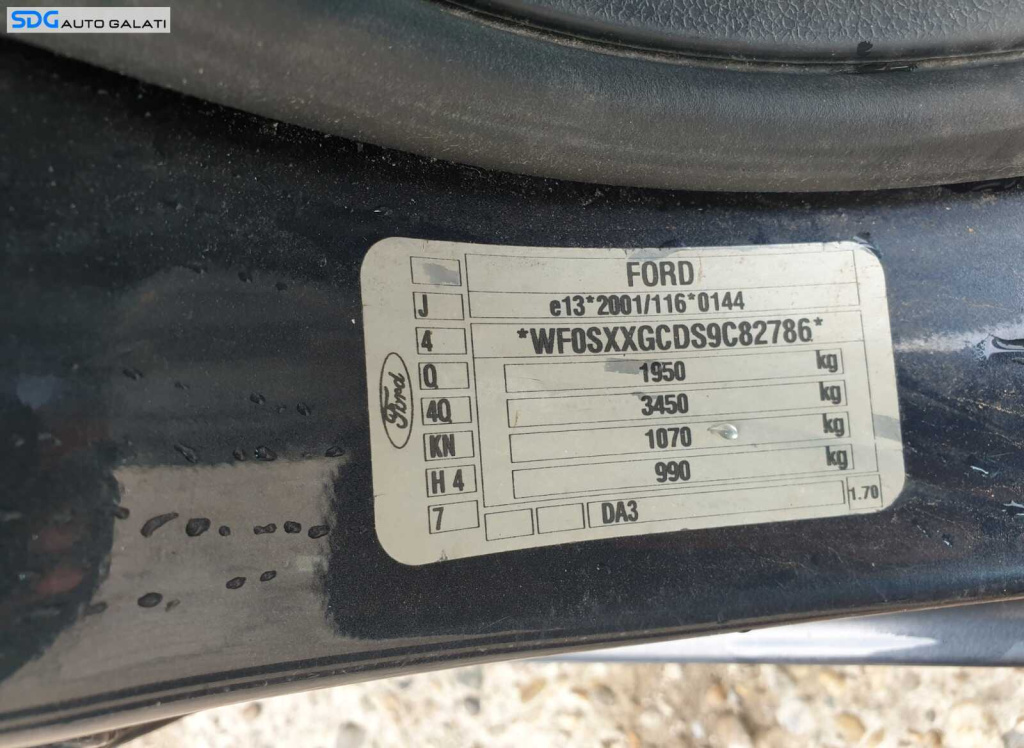 SDG AUTO GALATI
FORD
J e13*2001/116*0144
4 *WF0SXXGCDS9C82786*
Q 1950 kg
4Q 3450 kg
KN 1070 kg
H 4 990 kg
7 DA3 1.70
Ford